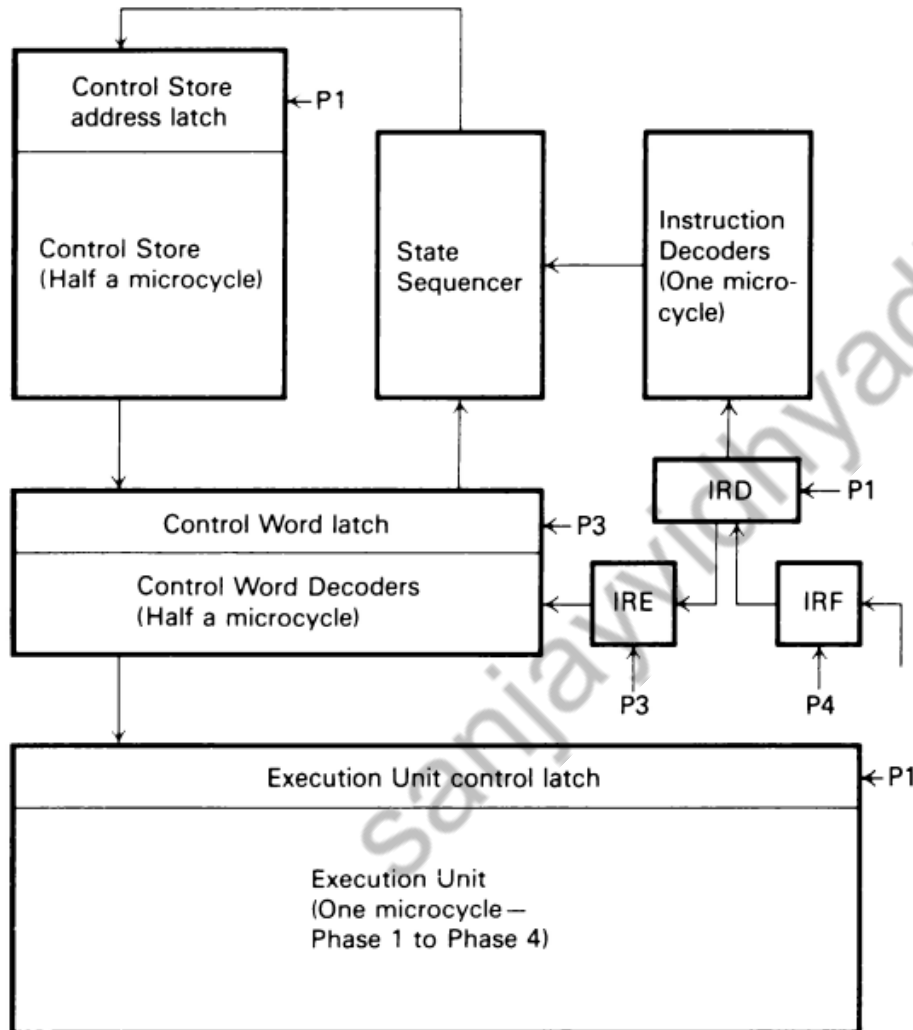 Control Store
address latch
P1
Control Store
(Half a microcycle)
State
Sequencer
Instruction
Decoders
(One micro-
cycle)
IRD
P1
Control Word latch
P3
Control Word Decoders
(Half a microcycle)
IRE
IRF
P3
P4
Execution Unit control latch
P1
Execution Unit
(One microcycle —
Phase 1 to Phase 4)
sanjayvidhyad